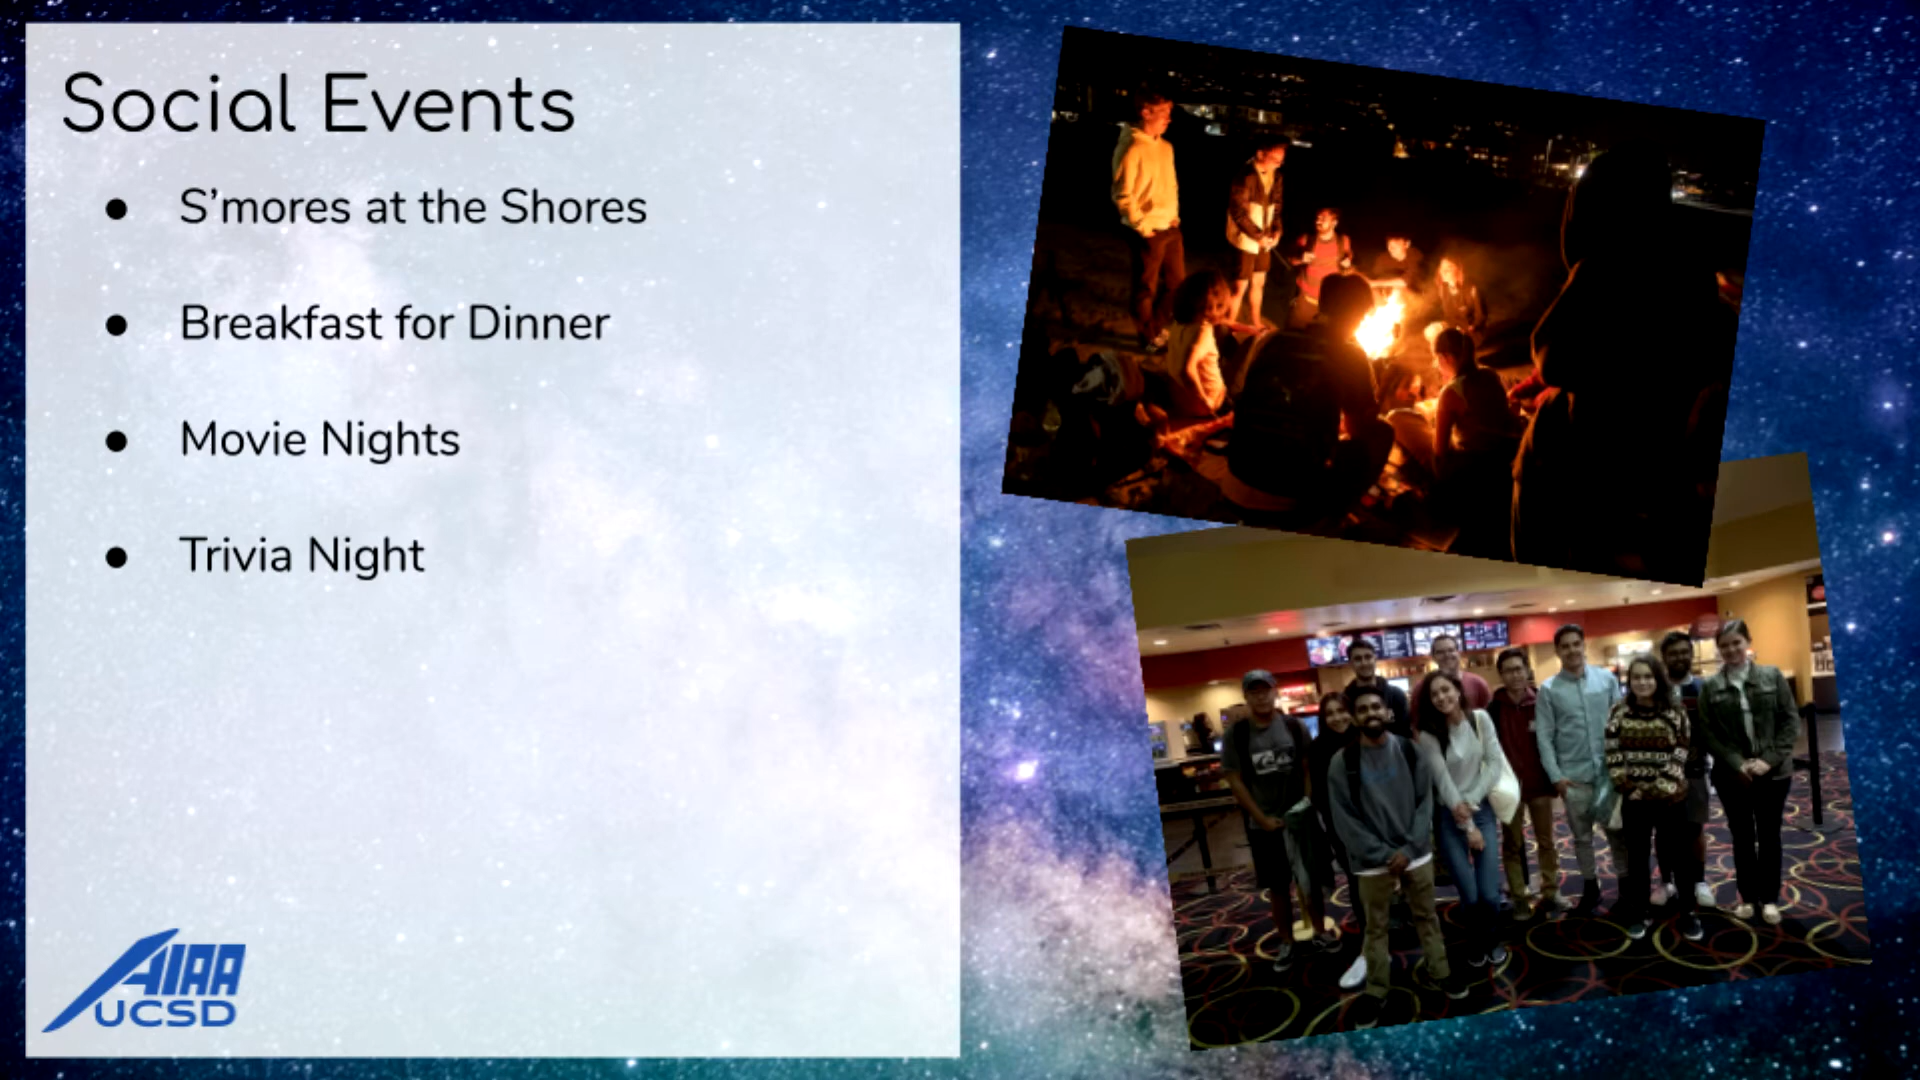 Social Events
● S’mores at the Shores
● Breakfast for Dinner
● Movie Nights
● Trivia Night
AIAA
UCSD